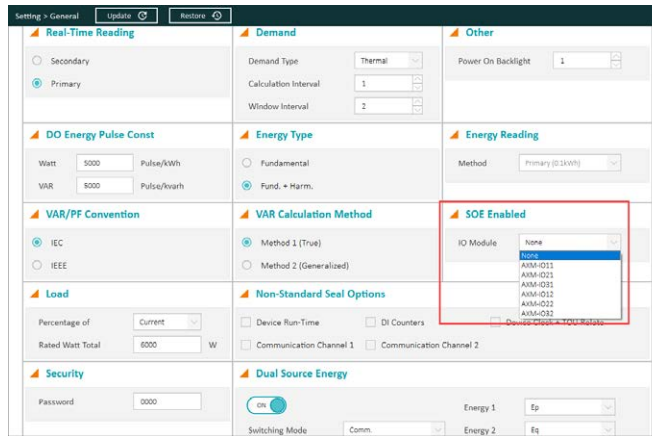 Setting > General Update Restore
Real-Time Reading
Secondary
Primary
Demand
Demand Type Thermal
Calculation Interval 1
Window Interval 2
Other
Power On Backlight 1
DO Energy Pulse Const
Watt 5000 Pulse/kWh
VAR 5000 Pulse/kvarh
Energy Type
Fundamental
Fund. + Harm.
Energy Reading
Method Primary (0.1kWh)
VAR/PF Convention
IEC
IEEE
VAR Calculation Method
Method 1 (True)
Method 2 (Generalized)
SOE Enabled
IO Module None
None
AXM-IO11
AXM-IO21
AXM-IO31
AXM-IO12
AXM-IO22
AXM-IO32
Load
Percentage of Current
Rated Watt Total 6000 W
Non-Standard Seal Options
Device Run-Time DI Counters Device Clock + TOU Relate
Communication Channel 1 Communication Channel 2
Security
Password 0000
Dual Source Energy
ON
Switching Mode Comm.
Energy 1 Ep
Energy 2 Eq